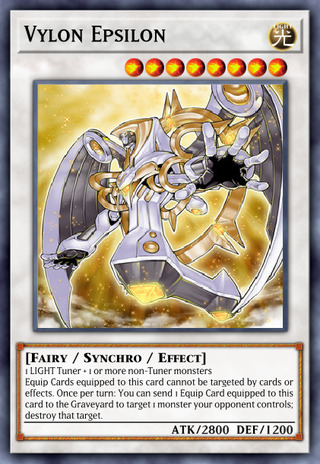 Vylon Epsilon
LIGHT
光
[Fairy / Synchro / Effect]
1 LIGHT Tuner + 1 or more non-Tuner monsters
Equip Cards equipped to this card cannot be targeted by cards or
effects. Once per turn: You can send 1 Equip Card equipped to this
card to the Graveyard to target 1 monster your opponent controls;
destroy that target.
ATK/2800 DEF/1200